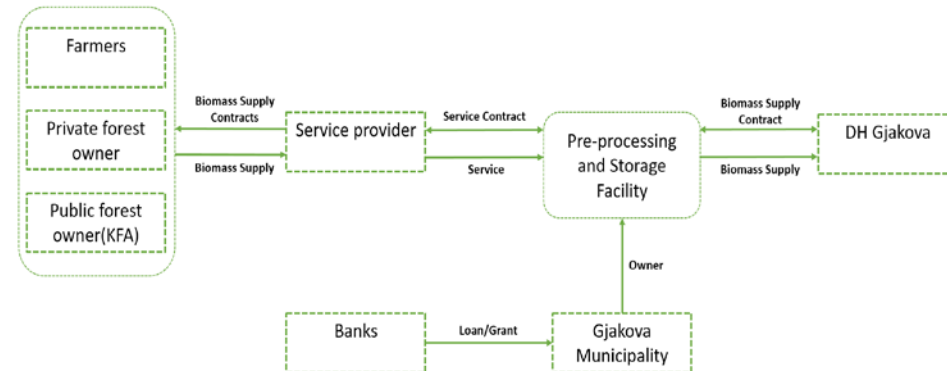 Farmers
Private forest
owner
Public forest
owner(KFA)
Biomass Supply
Contracts
Biomass Supply
Service provider
Service Contract
Service
Pre-processing
and Storage
Facility
Biomass Supply
Contract
Biomass Supply
DH Gjakova
Owner
Banks
Loan/Grant
Gjakova
Municipality